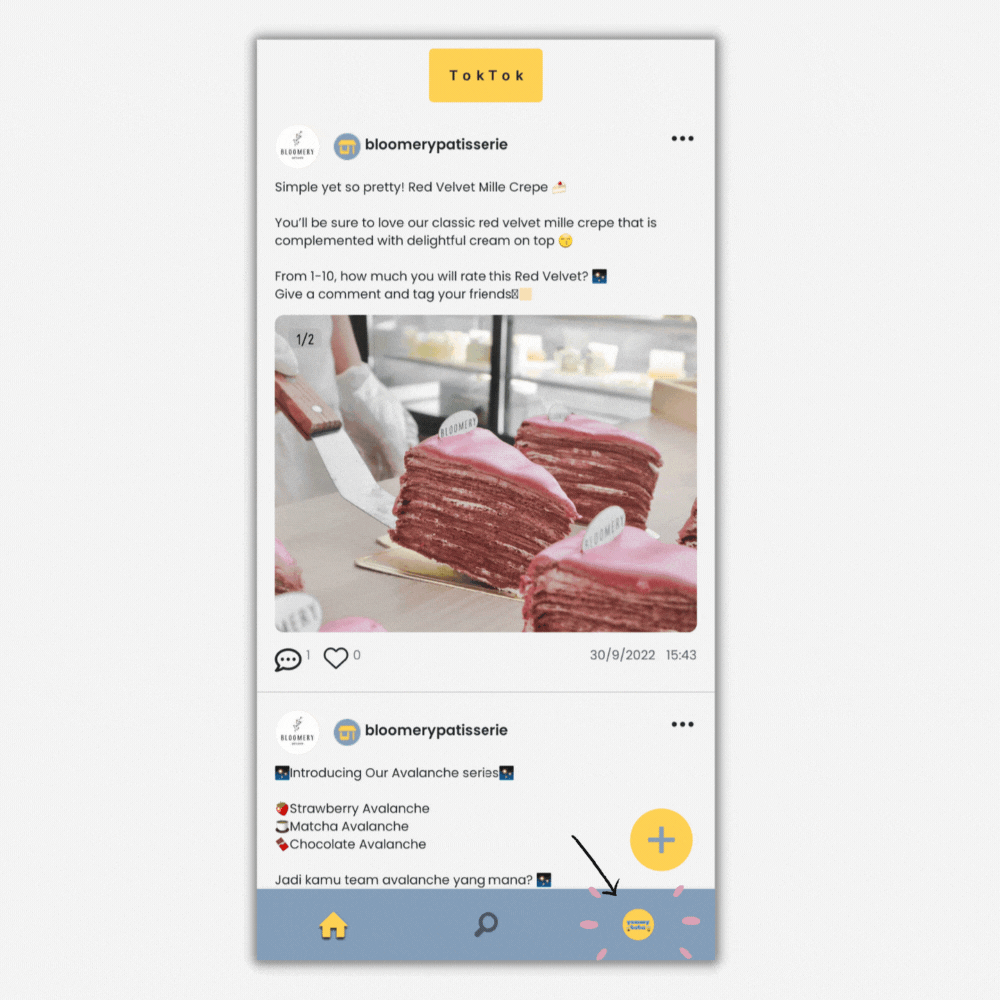 TokTok
BLOOMERY
bloomerypatisserie
Simple yet so pretty! Red Velvet Mille Crepe 🍰
You'll be sure to love our classic red velvet mille crepe that is
complemented with delightful cream on top 😚
From 1-10, how much you will rate this Red Velvet? 🎇
Give a comment and tag your friends
1/2
BLOOMERY
BLOOMERY
MERY
1 0 30/9/2022 15:43
BLOOMERY
bloomerypatisserie
🎇Introducing Our Avalanche series🎇
🍓Strawberry Avalanche
🍵Matcha Avalanche
🍫Chocolate Avalanche
Jadi kamu team avalanche yang mana? 🎇